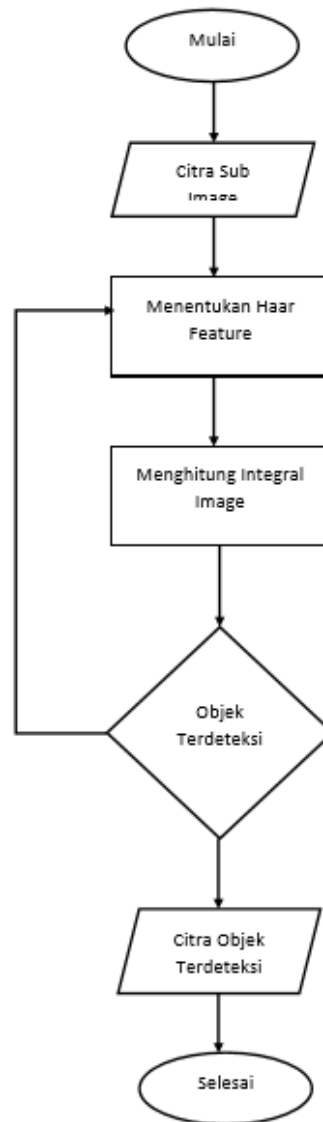 Mulai
Citra Sub
Image
Menentukan Haar
Feature
Menghitung Integral
Image
Objek
Terdeteksi
Citra Objek
Terdeteksi
Selesai